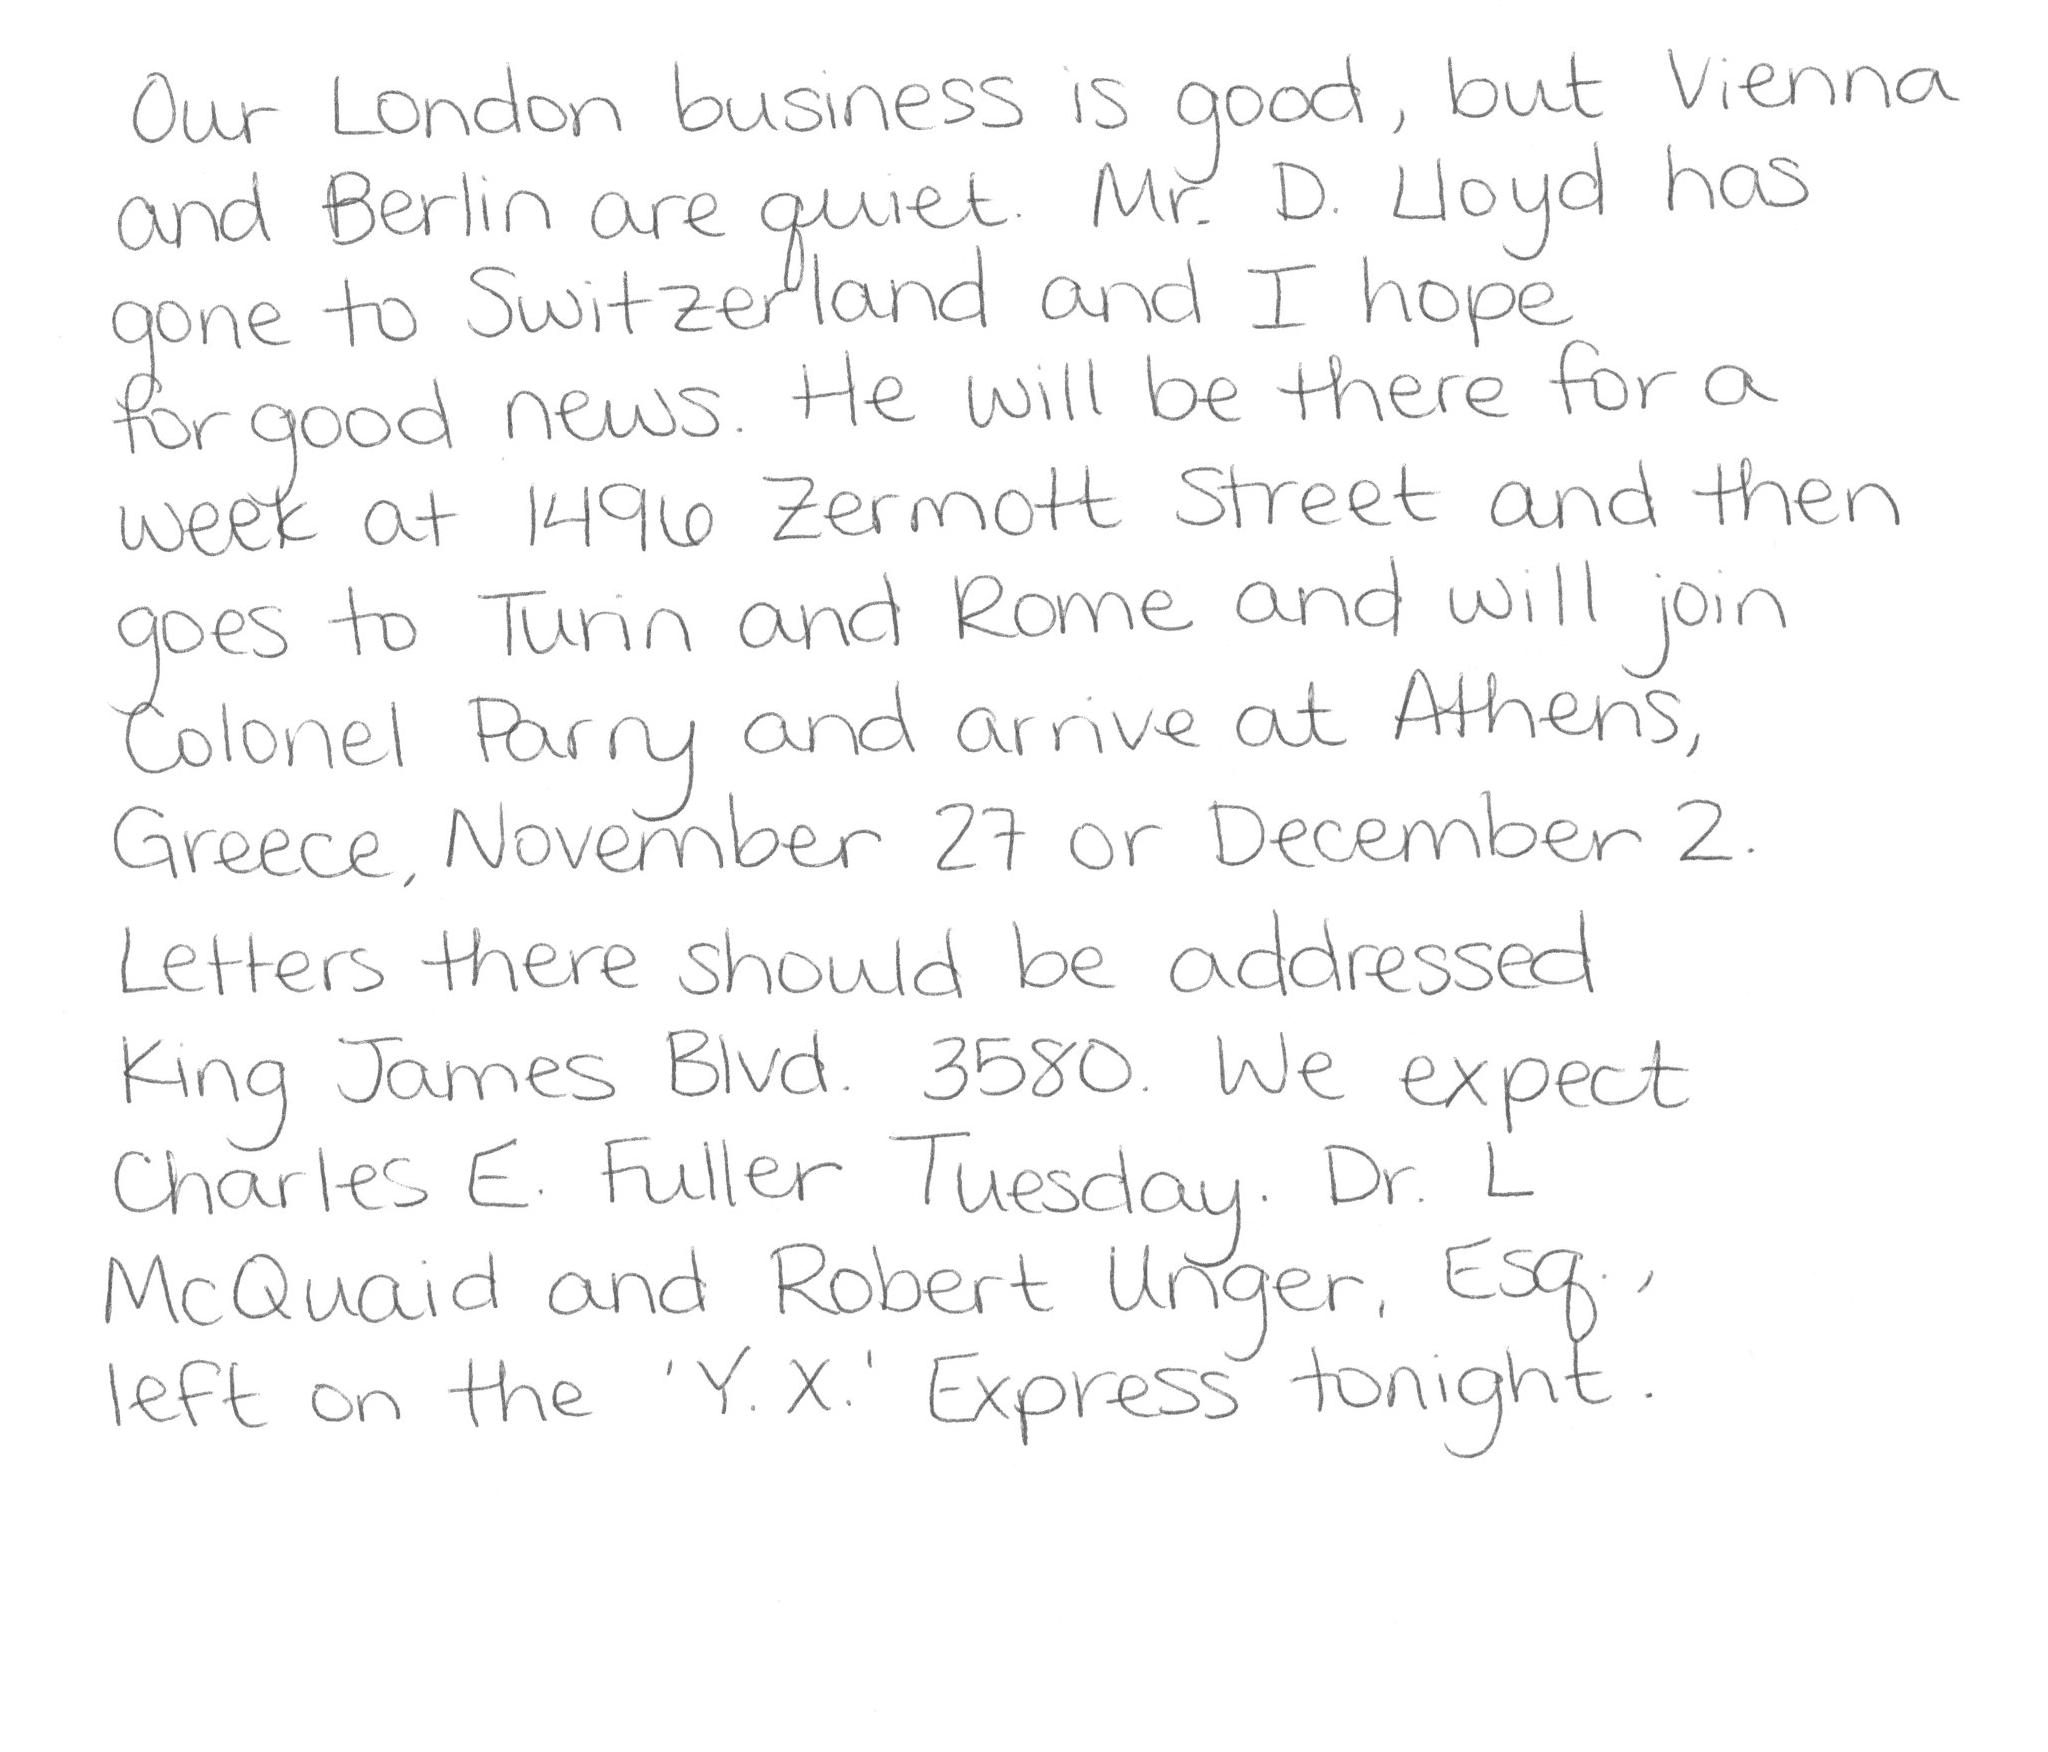 Our London business is good, but Vienna
and Berlin are quiet. Mr. D. Lloyd has
gone to Switzerland and I hope
for good news. He will be there for a
week at 1496 Zermott Street and then
goes to Turin and Rome and will join
Colonel Parry and arrive at Athens,
Greece, November 27 or December 2.
Letters there should be addressed
King James Blvd. 3580. We expect
Charles E. Fuller Tuesday. Dr. L
McQuaid and Robert Unger, Esq.,
left on the 'Y. X.' Express tonight.